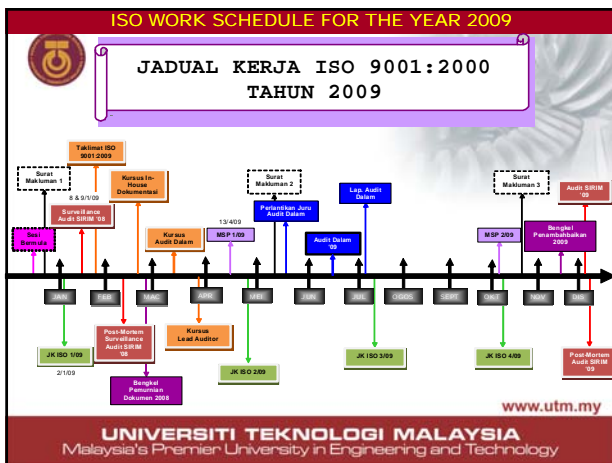 ISO WORK SCHEDULE FOR THE YEAR 2009
JADUAL KERJA ISO 9001:2000
TAHUN 2009
Taklimat ISO
9001:2009
Surat
Makluman 1
8 & 9/1/09
Kursus In-
House
Dokumentasi
Surveillance
Audit SIRIM '08
Sesi
Bermula
Kursus
Audit Dalam
13/4/09
MSP 1/09
Surat
Makluman 2
Perlantikan Juru
Audit Dalam
Audit Dalam
'09
Lap. Audit
Dalam
Surat
Makluman 3
Audit SIRIM
'09
MSP 2/09
Bengkel
Penambahbaikan
2009
JAN
FEB
MAC
APR
MEI
JUN
JUL
OGOS
SEPT
OKT
NOV
DIS
JK ISO 1/09
2/1/09
Post-Mortem
Surveillance
Audit SIRIM
'08
Bengkel
Pemurnian
Dokumen 2008
Kursus
Lead Auditor
JK ISO 2/09
JK ISO 3/09
JK ISO 4/09
Post-Mortem
Audit SIRIM
'09
www.utm.my
UNIVERSITI TEKNOLOGI MALAYSIA
Malaysia's Premier University in Engineering and Technology